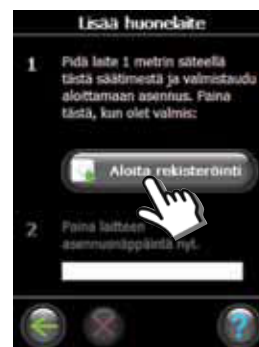 Lisää huonelaite
1 Pidä laite 1 metrin säteellä
tästä säätimestä ja valmistaudu
aloittamaan asennus. Paina
tästä, kun olet valmis:
Aloita rekisteröinti
2 Paina laitteen
asennusnäppäintä nyt.
?